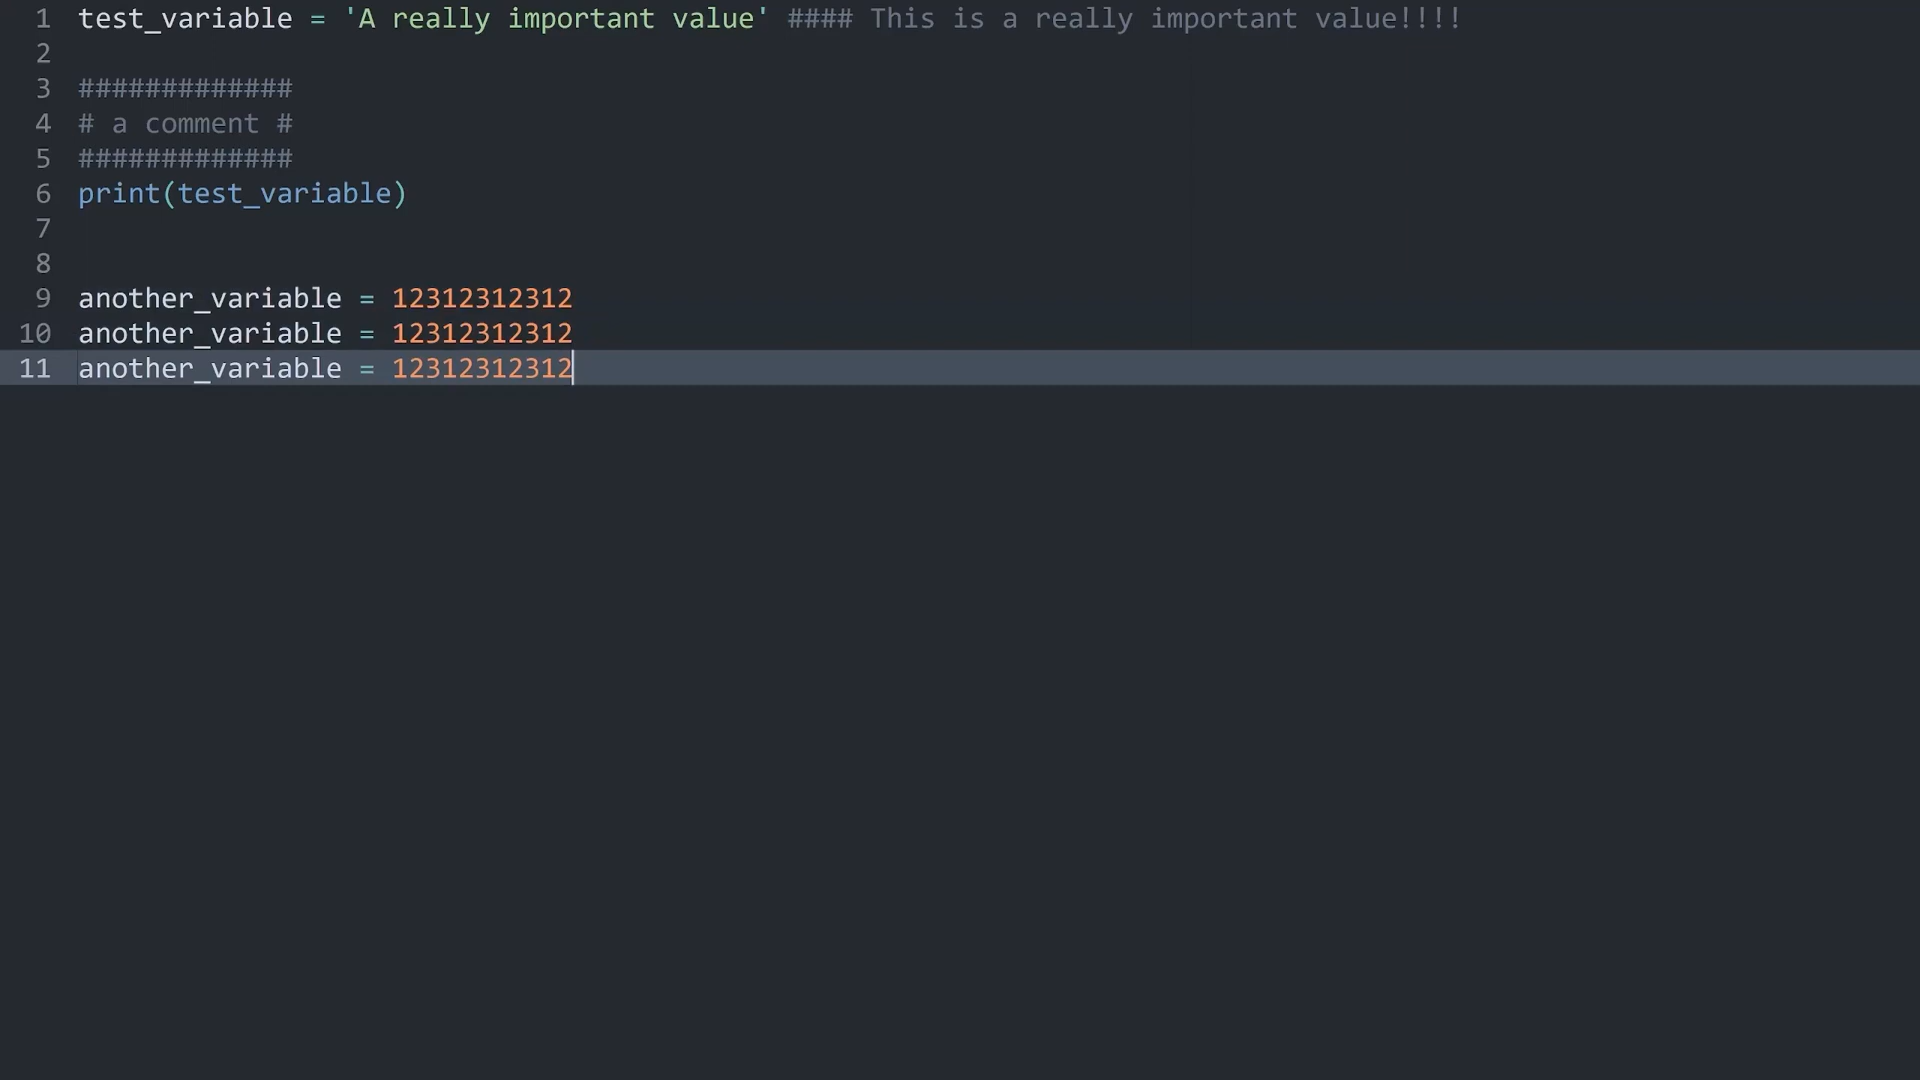 1 test_variable = 'A really important value' #### This is a really important value!!!!
2
3 #############
4 # a comment #
5 #############
6 print(test_variable)
7
8
9 another_variable = 12312312312
10 another_variable = 12312312312
11 another_variable = 12312312312